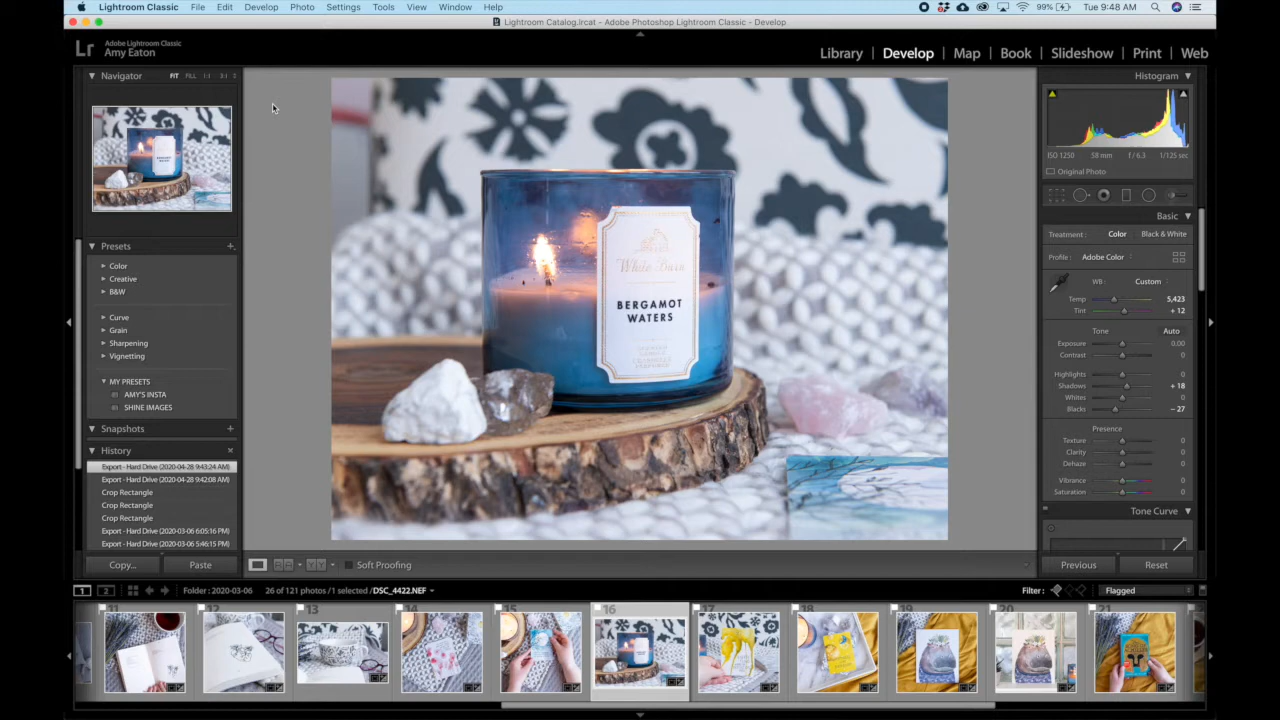 Lightroom Classic File Edit Develop Photo Settings Tools View Window Help 99% Tue 9:48 AM
Lightroom Catalog.lrcat - Adobe Photoshop Lightroom Classic - Develop
Lr Adobe Lightroom Classic
Amy Eaton
Library | Develop | Map | Book | Slideshow | Print | Web
Navigator FIT FILL 1:1 3:1
Presets
Color
Creative
B&W
Curve
Grain
Sharpening
Vignetting
MY PRESETS
AMY'S INSTA
SHINE IMAGES
Snapshots
History
Export - Hard Drive (2020-04-28 9:43:24 AM)
Export - Hard Drive (2020-04-28 9:42:08 AM)
Crop Rectangle
Crop Rectangle
Crop Rectangle
Export - Hard Drive (2020-03-06 6:05:16 PM)
Export - Hard Drive (2020-03-06 5:46:15 PM)
Copy... Paste
White Barn
BERGAMOT
WATERS
Histogram
ISO 1250 58 mm f / 6.3 1/125 sec
Original Photo
Basic
Treatment: Color Black & White
Profile: Adobe Color
WB: Custom
Temp 5,423
Tint + 12
Tone Auto
Exposure 0.00
Contrast 0
Highlights 0
Shadows + 18
Whites 0
Blacks − 27
Presence
Texture 0
Clarity 0
Dehaze 0
Vibrance 0
Saturation 0
Tone Curve
Previous Reset
Soft Proofing
1 2 Folder : 2020-03-06 26 of 121 photos / 1 selected / DSC_4422.NEF Filter : Flagged
11 12 13 14 15 16 17 18 19 20 21